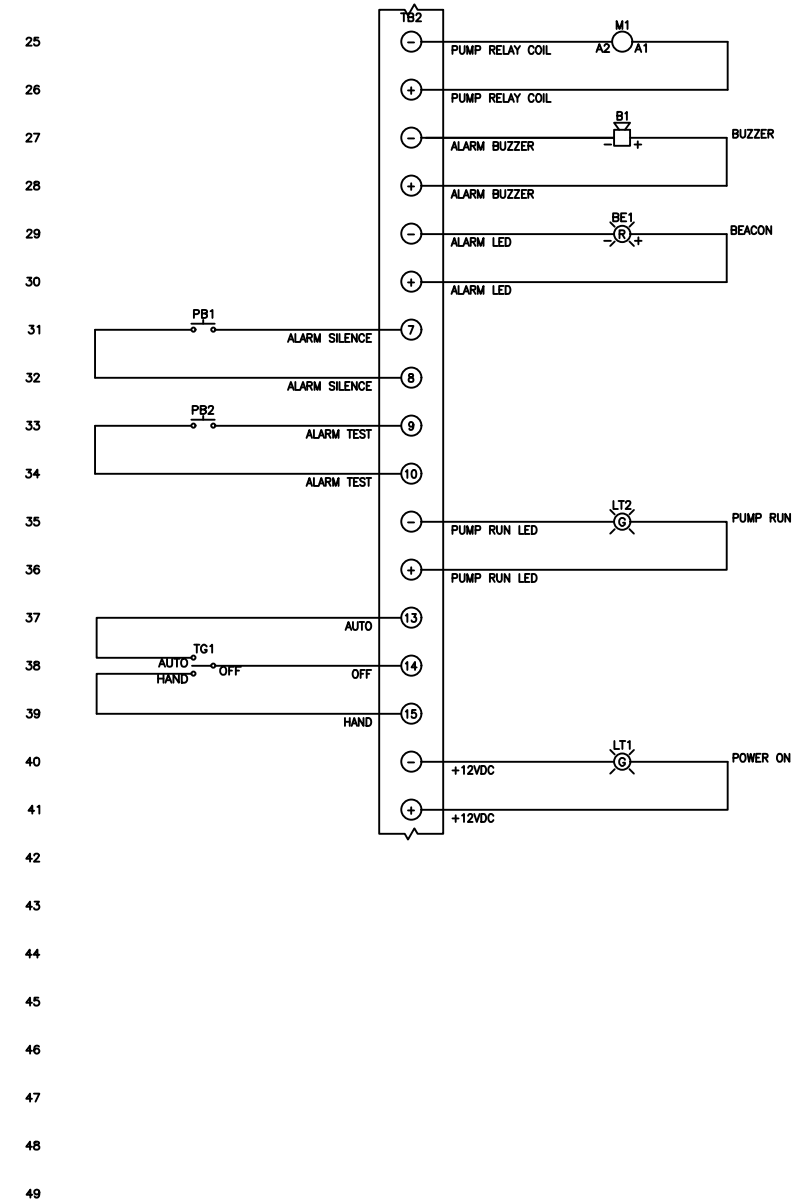 TB2
25 - PUMP RELAY COIL M1 A2 A1
26 + PUMP RELAY COIL
27 - ALARM BUZZER B1 - + BUZZER
28 + ALARM BUZZER
29 - ALARM LED BE1 - R + BEACON
30 + ALARM LED
31 PB1 ALARM SILENCE 7
32 ALARM SILENCE 8
33 PB2 ALARM TEST 9
34 ALARM TEST 10
35 - PUMP RUN LED LT2 G PUMP RUN
36 + PUMP RUN LED
37 AUTO 13
38 TG1 AUTO HAND OFF OFF 14
39 HAND 15
40 - +12VDC LT1 G POWER ON
41 + +12VDC
42
43
44
45
46
47
48
49